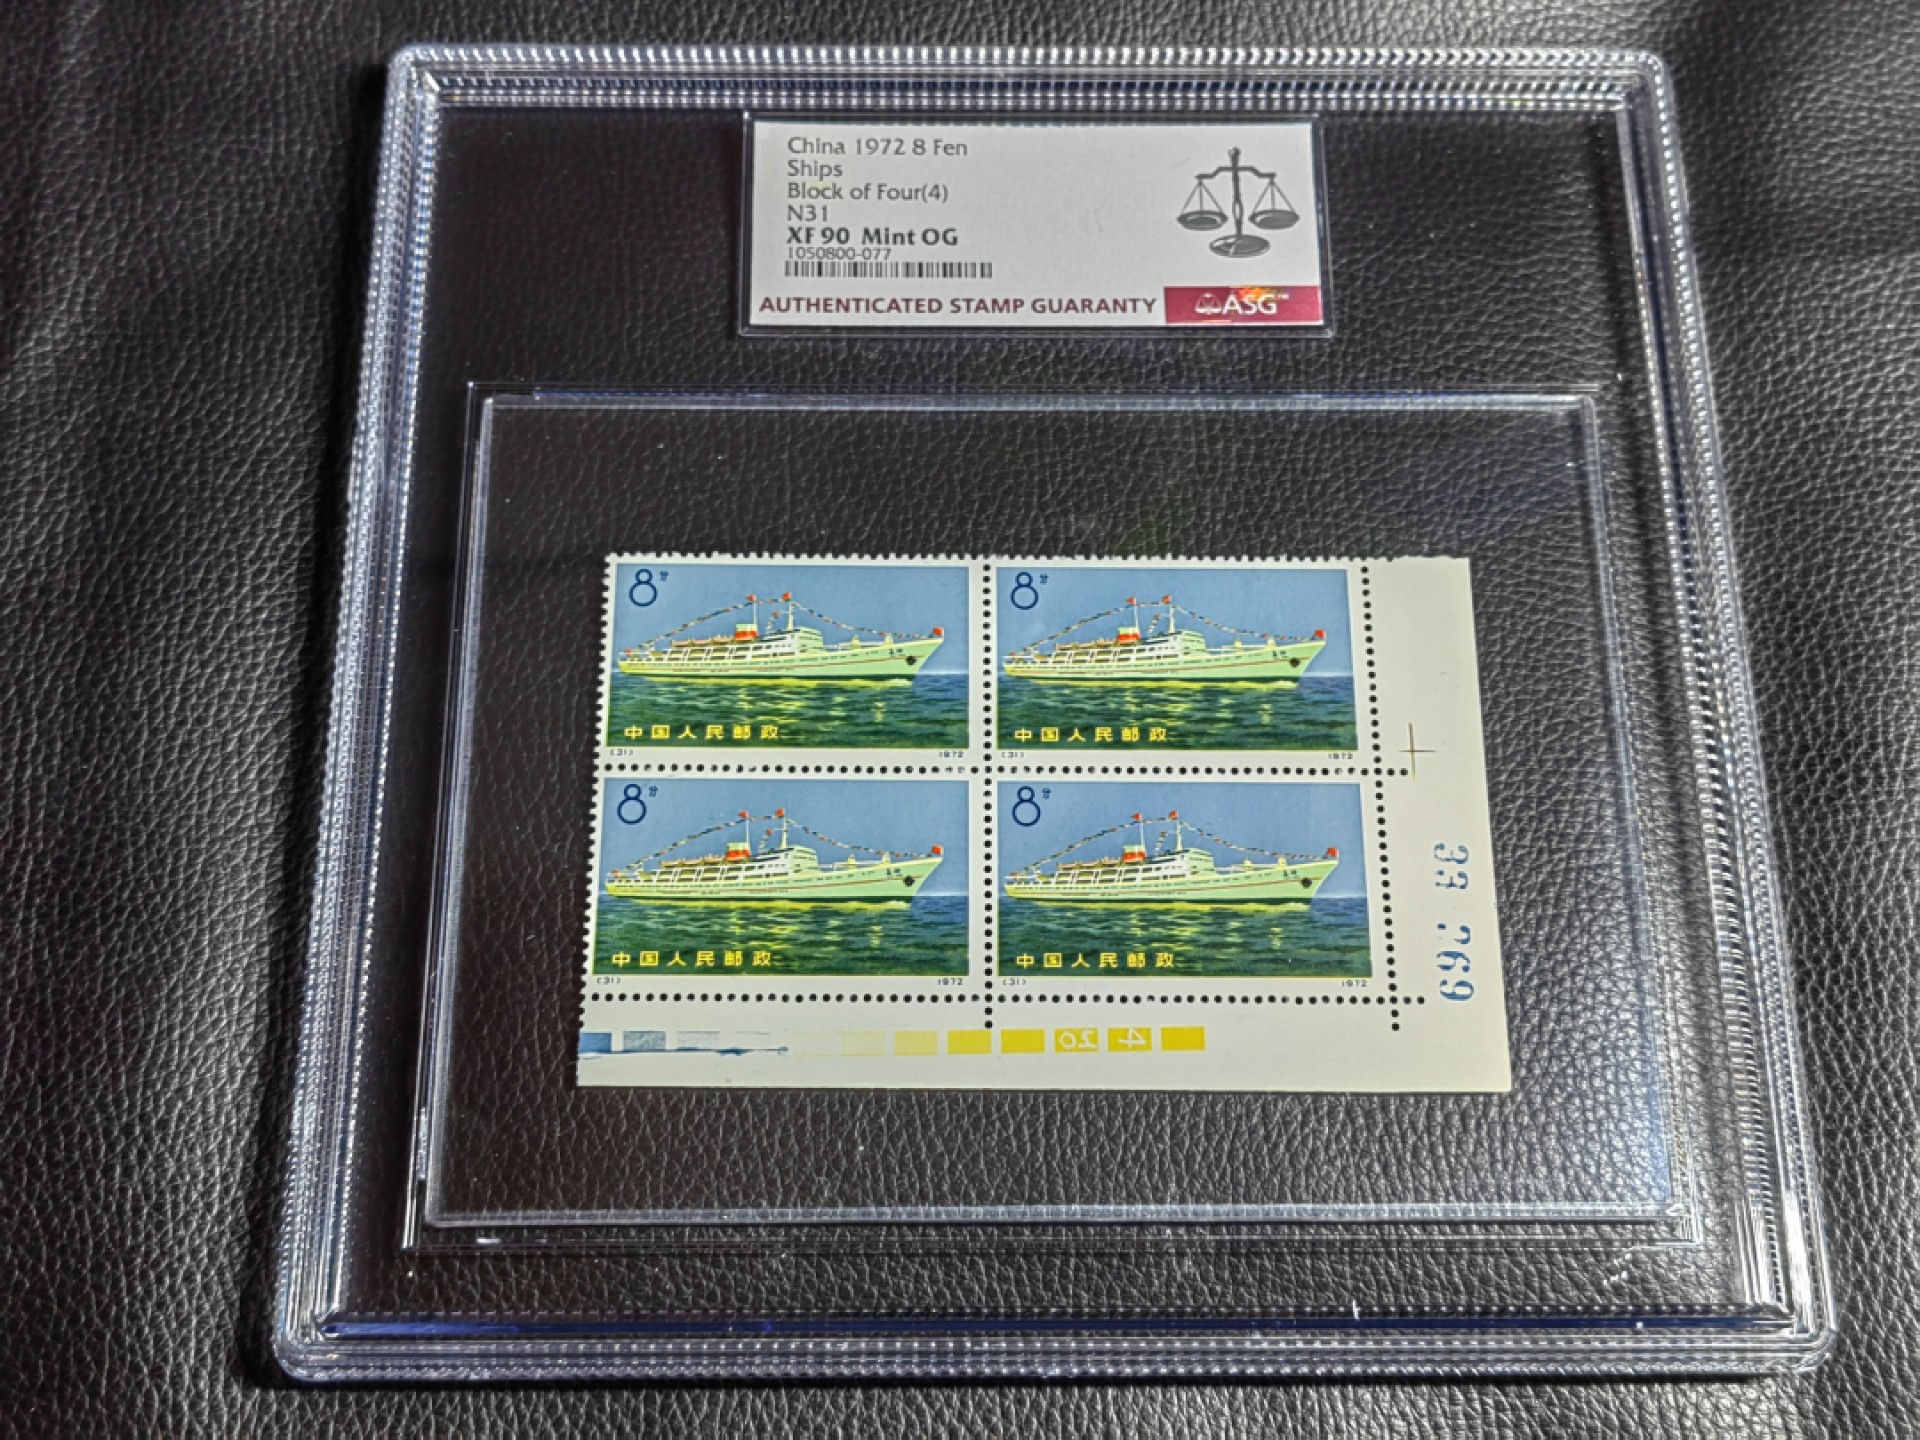 China 1972 8 Fen
Ships
Block of Four(4)
N31
XF 90 Mint OG
1050800-077
AUTHENTICATED STAMP GUARANTY
ASG™
8分
中国人民邮政
(31) 1972
8分
中国人民邮政
(31) 1972
8分
中国人民邮政
(31) 1972
8分
中国人民邮政
(31) 1972
20 4